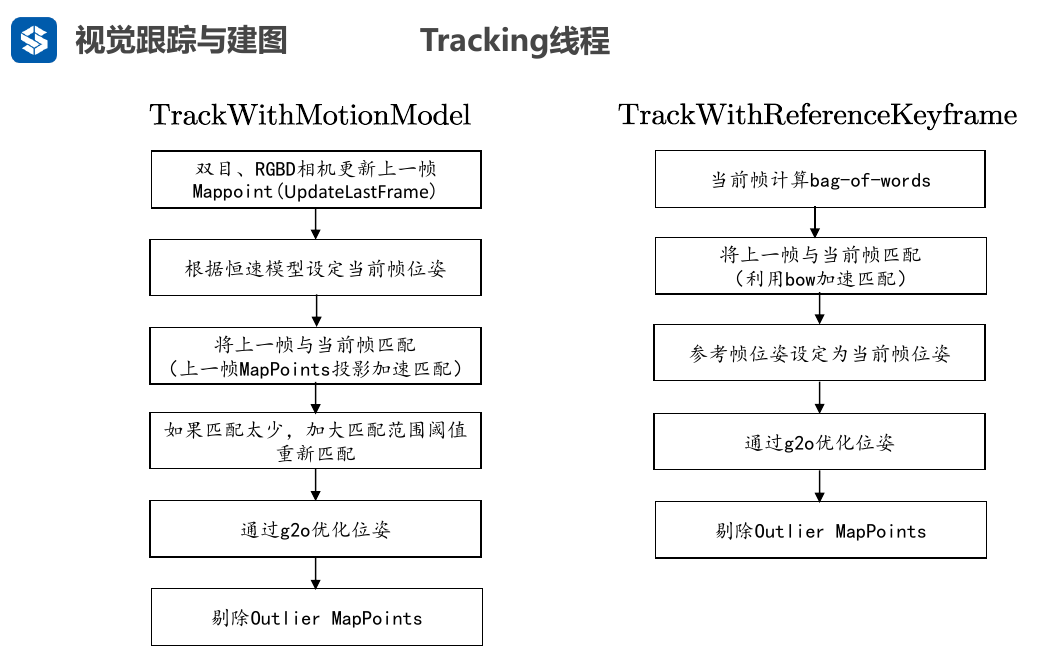 视觉跟踪与建图
Tracking线程
TrackWithMotionModel
双目、RGBD相机更新上一帧
Mappoint(UpdateLastFrame)
根据恒速模型设定当前帧位姿
将上一帧与当前帧匹配
（上一帧MapPoints投影加速匹配）
如果匹配太少，加大匹配范围阈值
重新匹配
通过g2o优化位姿
剔除Outlier MapPoints
TrackWithReferenceKeyframe
当前帧计算bag-of-words
将上一帧与当前帧匹配
（利用bow加速匹配）
参考帧位姿设定为当前帧位姿
通过g2o优化位姿
剔除Outlier MapPoints